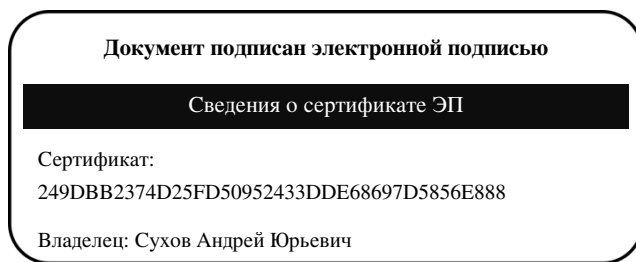 Документ подписан электронной подписью
Сведения о сертификате ЭП
Сертификат:
249DBB2374D25FD50952433DDE68697D5856E888
Владелец: Сухов Андрей Юрьевич